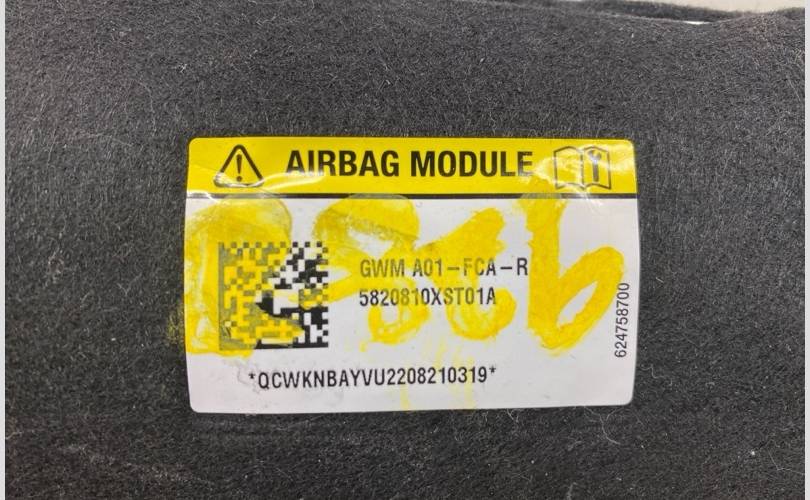 AIRBAG MODULE
GWM A01-FCA-R
5820810XST01A
*QCWKNBAYVU2208210319*
624758700